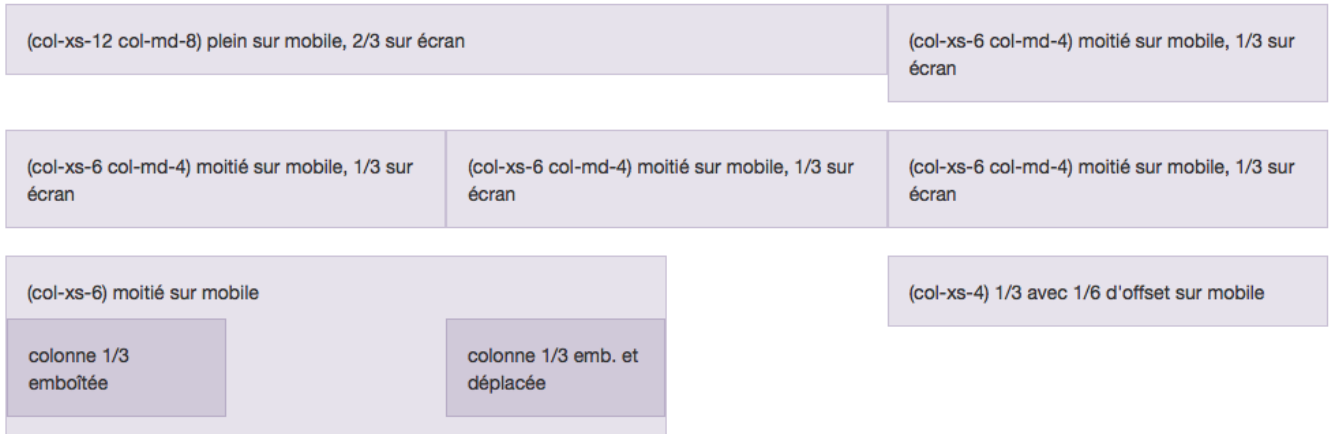 (col-xs-12 col-md-8) plein sur mobile, 2/3 sur écran
(col-xs-6 col-md-4) moitié sur mobile, 1/3 sur
écran
(col-xs-6 col-md-4) moitié sur mobile, 1/3 sur
écran
(col-xs-6 col-md-4) moitié sur mobile, 1/3 sur
écran
(col-xs-6 col-md-4) moitié sur mobile, 1/3 sur
écran
(col-xs-6) moitié sur mobile
colonne 1/3
emboîtée
colonne 1/3 emb. et
déplacée
(col-xs-4) 1/3 avec 1/6 d'offset sur mobile